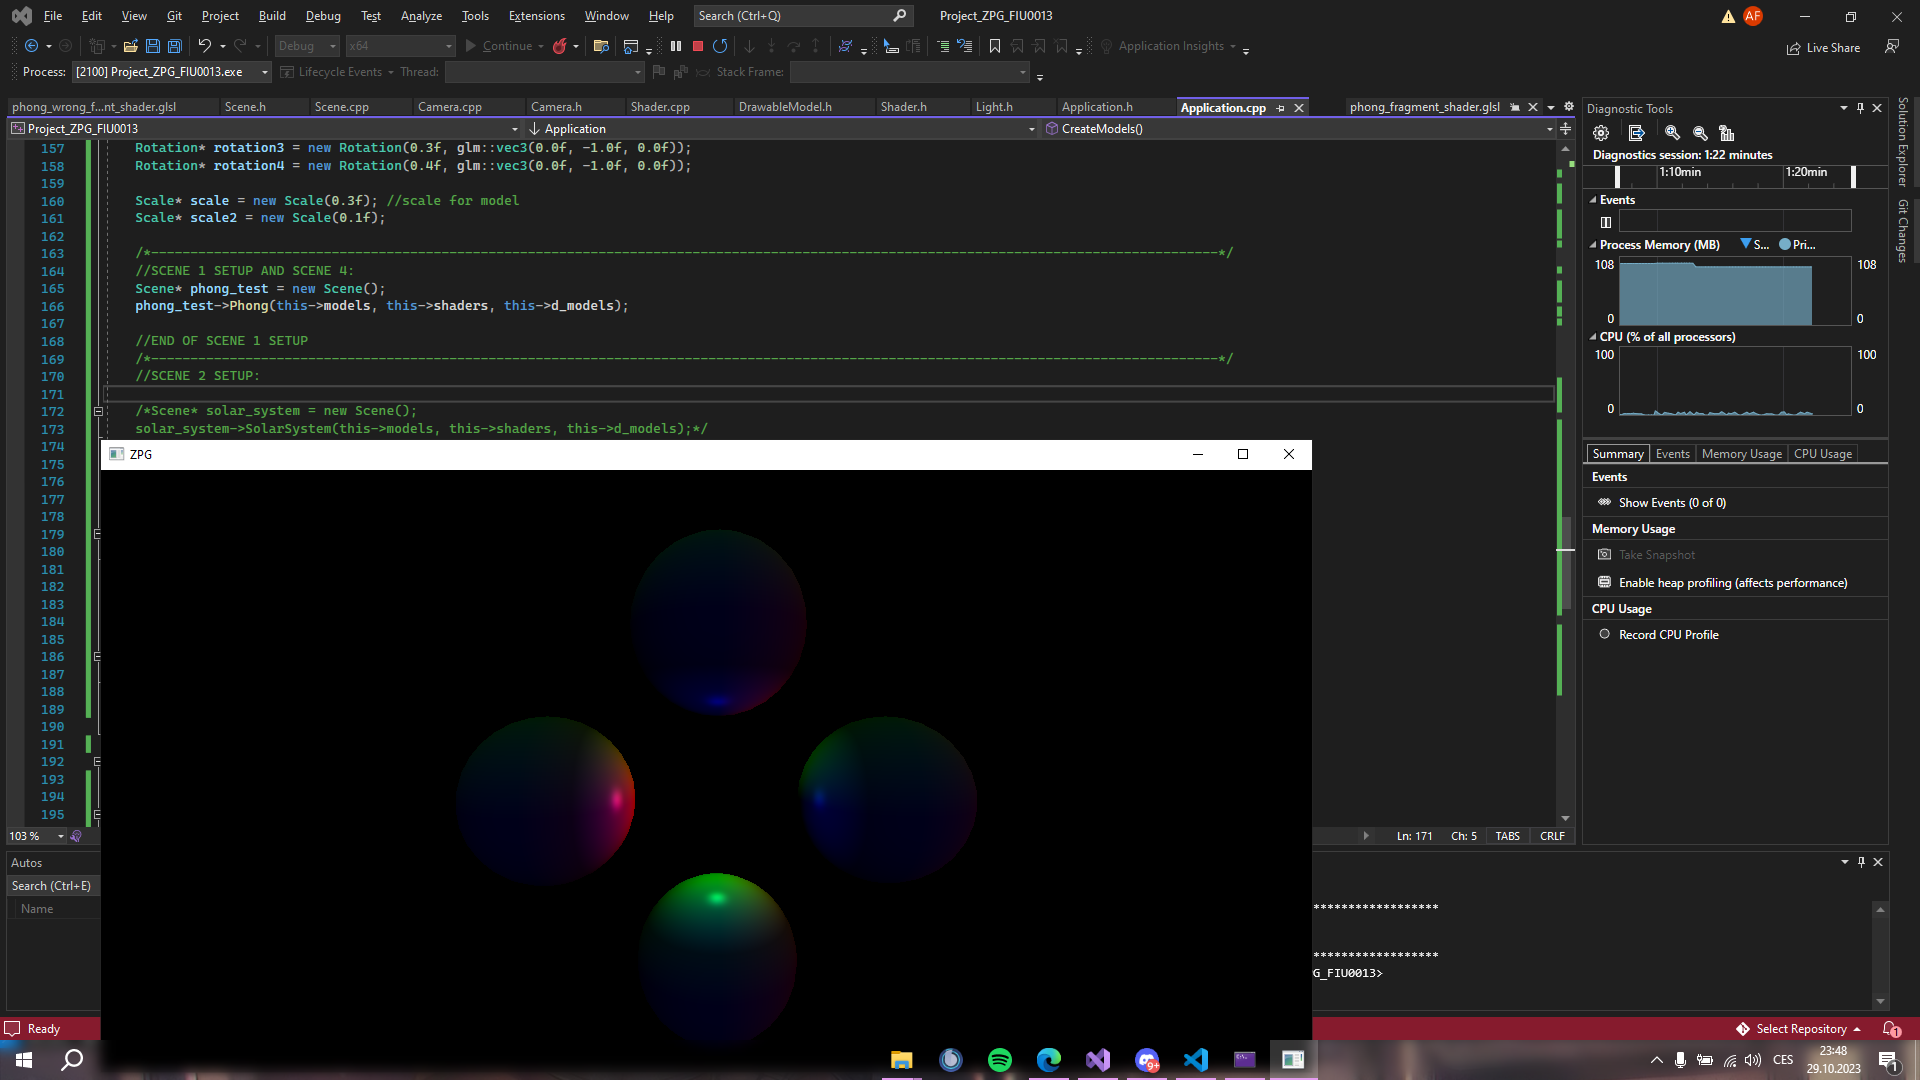 File Edit View Git Project Build Debug Test Analyze Tools Extensions Window Help Search (Ctrl+Q) Project_ZPG_FIU0013 AF
Debug x64 Continue Application Insights Live Share
Process: [2100] Project_ZPG_FIU0013.exe Lifecycle Events Thread: Stack Frame:
phong_wrong_f...nt_shader.glsl Scene.h Scene.cpp Camera.cpp Camera.h Shader.cpp DrawableModel.h Shader.h Light.h Application.h Application.cpp phong_fragment_shader.glsl
Project_ZPG_FIU0013 Application CreateModels()
157 Rotation* rotation3 = new Rotation(0.3f, glm::vec3(0.0f, -1.0f, 0.0f));
158 Rotation* rotation4 = new Rotation(0.4f, glm::vec3(0.0f, -1.0f, 0.0f));
159
160 Scale* scale = new Scale(0.3f); //scale for model
161 Scale* scale2 = new Scale(0.1f);
162
163 /*----------------------------------------------------------------------------------------------------------------------------------------*/
164 //SCENE 1 SETUP AND SCENE 4:
165 Scene* phong_test = new Scene();
166 phong_test->Phong(this->models, this->shaders, this->d_models);
167
168 //END OF SCENE 1 SETUP
169 /*----------------------------------------------------------------------------------------------------------------------------------------*/
170 //SCENE 2 SETUP:
171
172 /*Scene* solar_system = new Scene();
173 solar_system->SolarSystem(this->models, this->shaders, this->d_models);*/
174
175
176
177
178
179
180
181
182
183
184
185
186
187
188
189
190
191
192
193
194
195
ZPG
103 %
Ln: 171 Ch: 5 TABS CRLF
Autos
Search (Ctrl+E)
Name
******************
******************
G_FIU0013>
Diagnostic Tools
Diagnostics session: 1:22 minutes
1:10min 1:20min
Events
Process Memory (MB) S... Pri...
108 108
0 0
CPU (% of all processors)
100 100
0 0
Summary Events Memory Usage CPU Usage
Events
Show Events (0 of 0)
Memory Usage
Take Snapshot
Enable heap profiling (affects performance)
CPU Usage
Record CPU Profile
Solution Explorer
Git Changes
Ready
Select Repository 1
9+
CES
23:48
29.10.2023
1